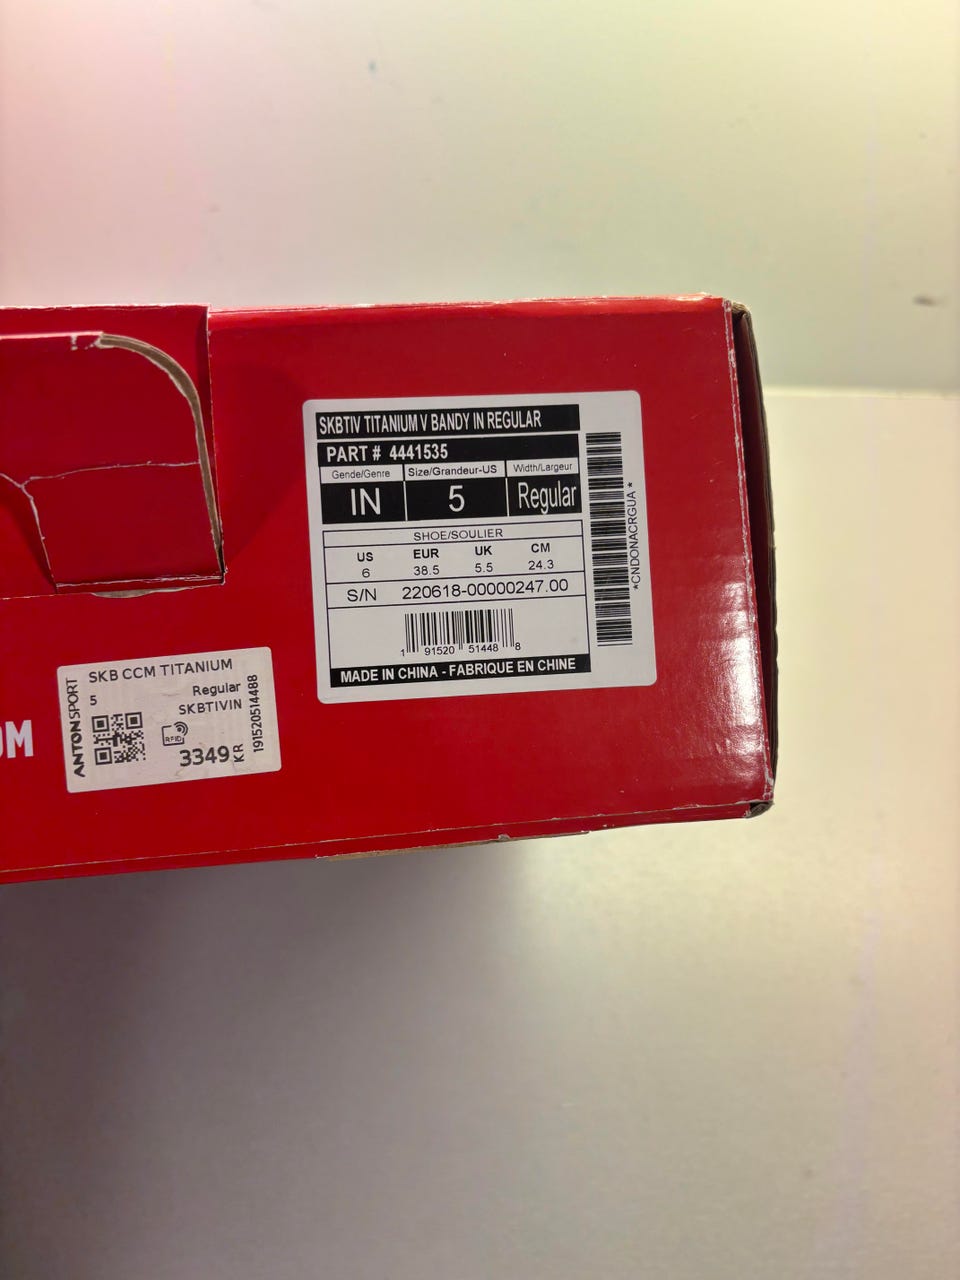 SKBTIV TITANIUM V BANDY IN REGULAR
PART # 4441535
Gende/Genre Size/Grandeur-US Width/Largeur
IN 5 Regular
SHOE/SOULIER
US EUR UK CM
6 38.5 5.5 24.3
S/N 220618-00000247.00
1 91520 51448 8
MADE IN CHINA - FABRIQUE EN CHINE
*CNDONACRGUA*
ANTONSPORT
SKB CCM TITANIUM
5 Regular
SKBTIVIN
RFID
3349 KR
191520514488
OM